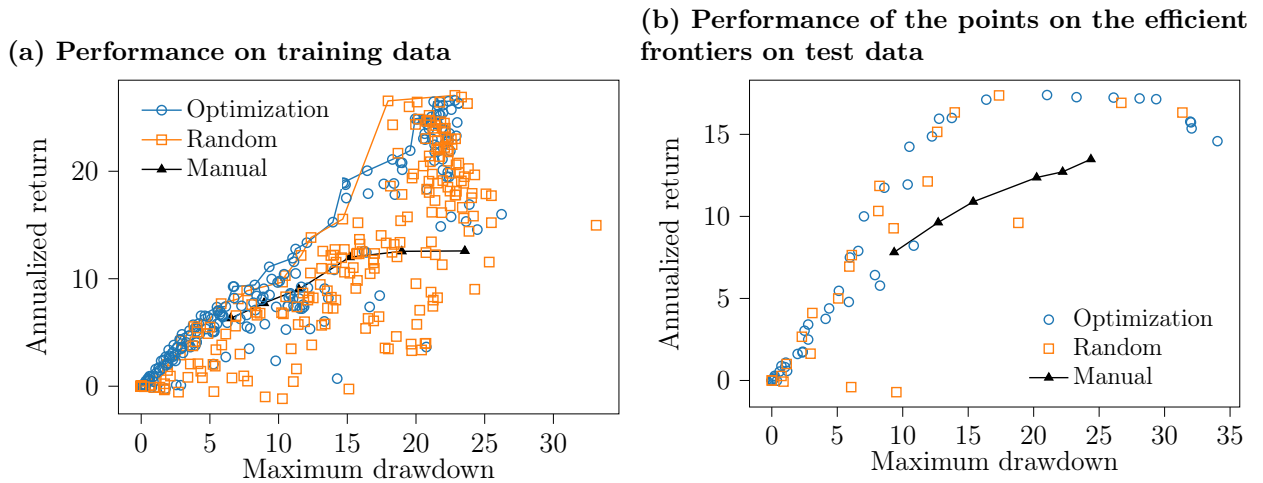 (a) Performance on training data
Annualized return
20
10
0
Optimization
Random
Manual
0 5 10 15 20 25 30
Maximum drawdown
(b) Performance of the points on the efficient
frontiers on test data
Annualized return
15
10
5
0
Optimization
Random
Manual
0 5 10 15 20 25 30 35
Maximum drawdown